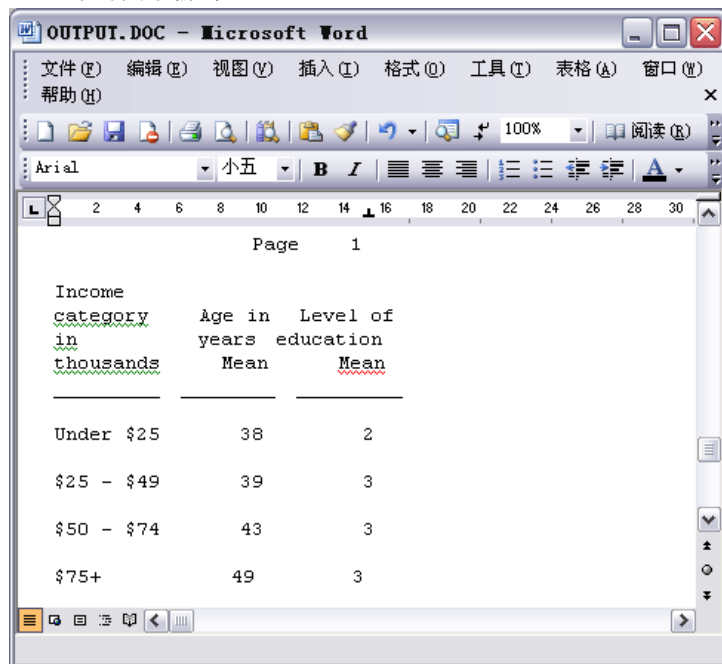 OUTPUT.DOC - Microsoft Word
文件(F) 编辑(E) 视图(V) 插入(I) 格式(O) 工具(T) 表格(A) 窗口(W)
帮助(H)
100% 阅读(R)
Arial 小五 B I A
L 2 4 6 8 10 12 14 16 18 20 22 24 26 28 30
Page 1
Income
category Age in Level of
in years education
thousands Mean Mean
Under $25 38 2
$25 - $49 39 3
$50 - $74 43 3
$75+ 49 3